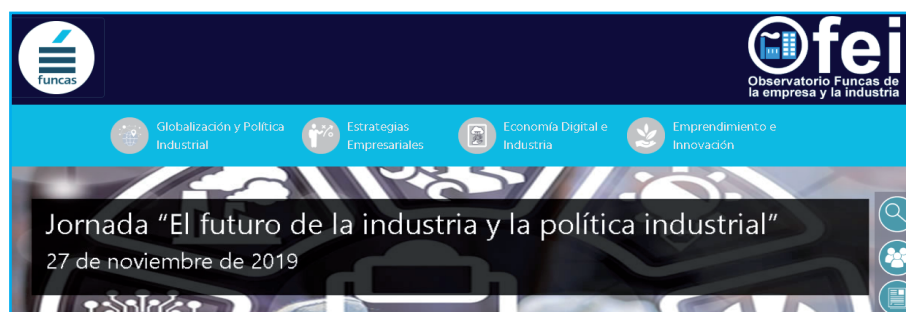 funcas
Ofei
Observatorio Funcas de
la empresa y la industria
Globalización y Política
Industrial
Estrategias
Empresariales
Economía Digital e
Industria
Emprendimiento e
Innovación
Jornada “El futuro de la industria y la política industrial”
27 de noviembre de 2019